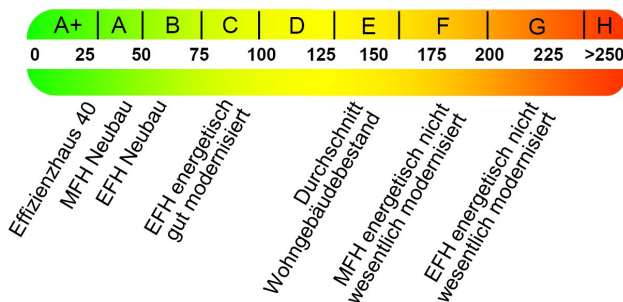 A+ A B C D E F G H
0 25 50 75 100 125 150 175 200 225 >250
Effizienzhaus 40
MFH Neubau
EFH Neubau
EFH energetisch
gut modernisiert
Durchschnitt
Wohngebäudebestand
MFH energetisch nicht
wesentlich modernisiert
EFH energetisch nicht
wesentlich modernisiert